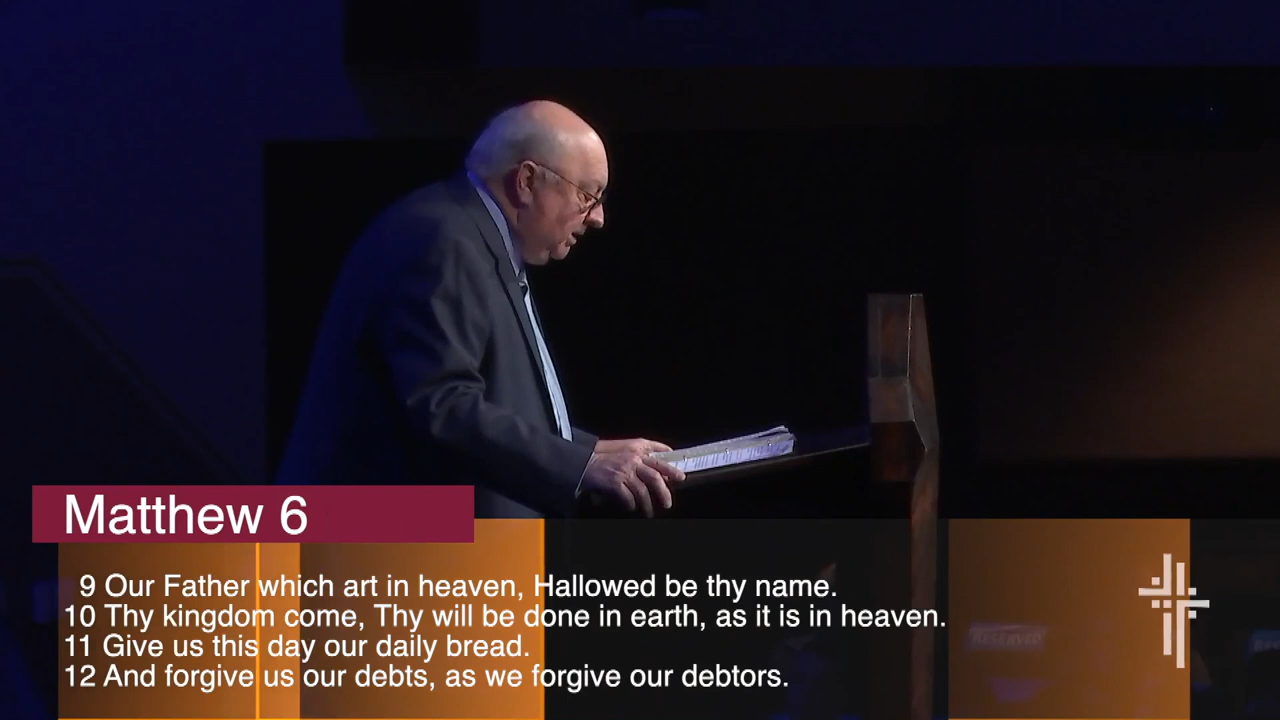 Matthew 6
9 Our Father which art in heaven, Hallowed be thy name.
10 Thy kingdom come, Thy will be done in earth, as it is in heaven.
11 Give us this day our daily bread.
12 And forgive us our debts, as we forgive our debtors.
RESERVED